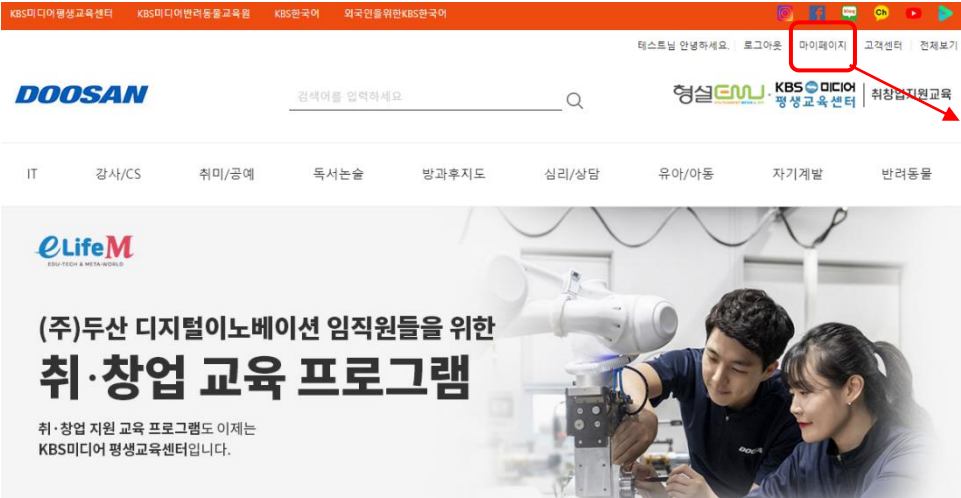 KBS미디어평생교육센터 KBS미디어반려동물교육원 KBS한국어 외국인을위한KBS한국어
테스트님 안녕하세요. 로그아웃 마이페이지 고객센터 전체보기
DOOSAN 검색어를 입력하세요 형설EMJ · KBS 미디어 평생교육센터 취창업지원교육
IT 강사/CS 취미/공예 독서논술 방과후지도 심리/상담 유아/아동 자기계발 반려동물
eLifeM
EDU-TECH & META-WORLD
(주)두산 디지털이노베이션 임직원들을 위한
취·창업 교육 프로그램
취·창업 지원 교육 프로그램도 이제는
KBS미디어 평생교육센터입니다.